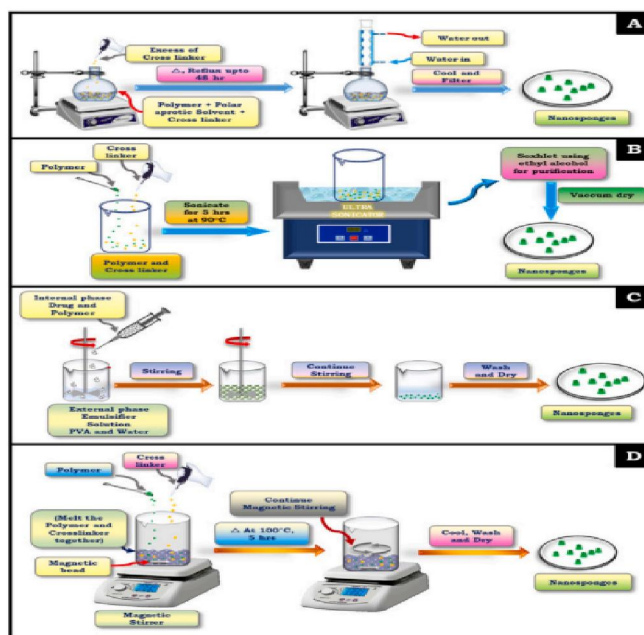 A
Excess of
Cross linker
△, Reflux upto
48 hr
Polymer + Polar
aprotic Solvent +
Cross linker
Water out
Water in
Cool and
Filter
Nanosponges
B
Polymer
Cross
linker
Sonicate
for 5 hrs
at 90°C
Polymer and
Cross linker
ULTRA
SONICATOR
Soxhlet using
ethyl alcohol
for purification
Vaccum dry
Nanosponges
C
Internal phase
Drug and
Polymer
Stirring
Continue
Stirring
Wash
and Dry
External phase
Emulsifier
Solution
PVA and Water
Nanosponges
D
Polymer
Cross
linker
(Melt the
Polymer and
Crosslinker
together)
Magnetic
bead
Magnetic
Stirrer
△ At 100°C,
5 hrs
Continue
Magnetic Stirring
Cool, Wash
and Dry
Nanosponges